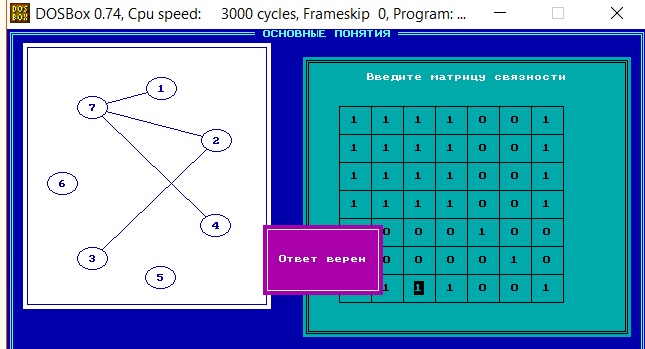 DOS BOX DOSBox 0.74, Cpu speed: 3000 cycles, Frameskip 0, Program: ...
ОСНОВНЫЕ ПОНЯТИЯ
Введите матрицу связности
1
7
2
6
4
3
5
1 1 1 1 0 0 1
1 1 1 1 0 0 1
1 1 1 1 0 0 1
1 1 1 1 0 0 1
0 0 0 1 0 0
0 0 0 0 1 0
1 1 1 0 0 1
Ответ верен